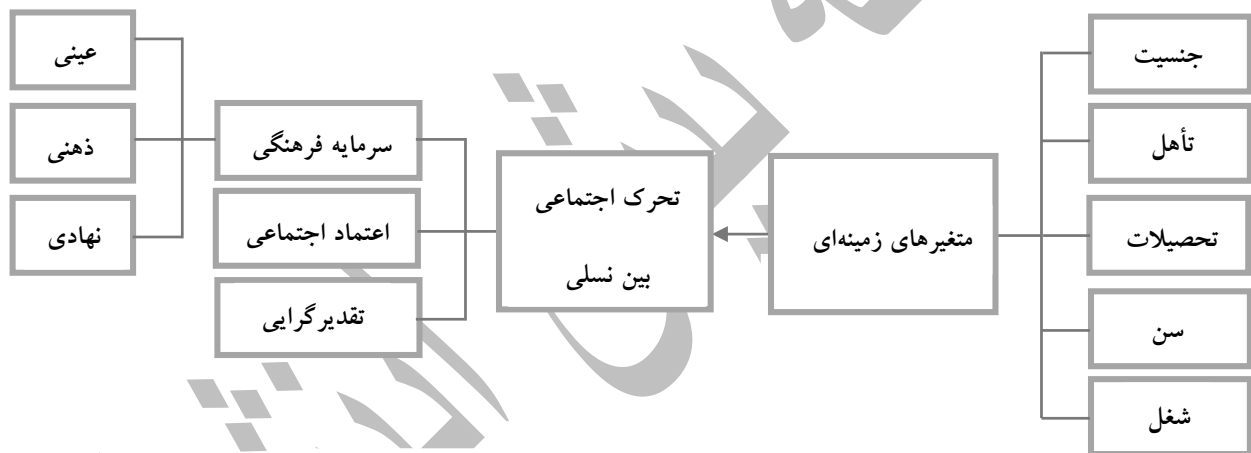 جنسیت
تأهل
تحصیلات
سن
شغل
متغیرهای زمینه‌ای
تحرک اجتماعی
بین نسلی
سرمایه فرهنگی
اعتماد اجتماعی
تقدیرگرایی
عینی
ذهنی
نهادی